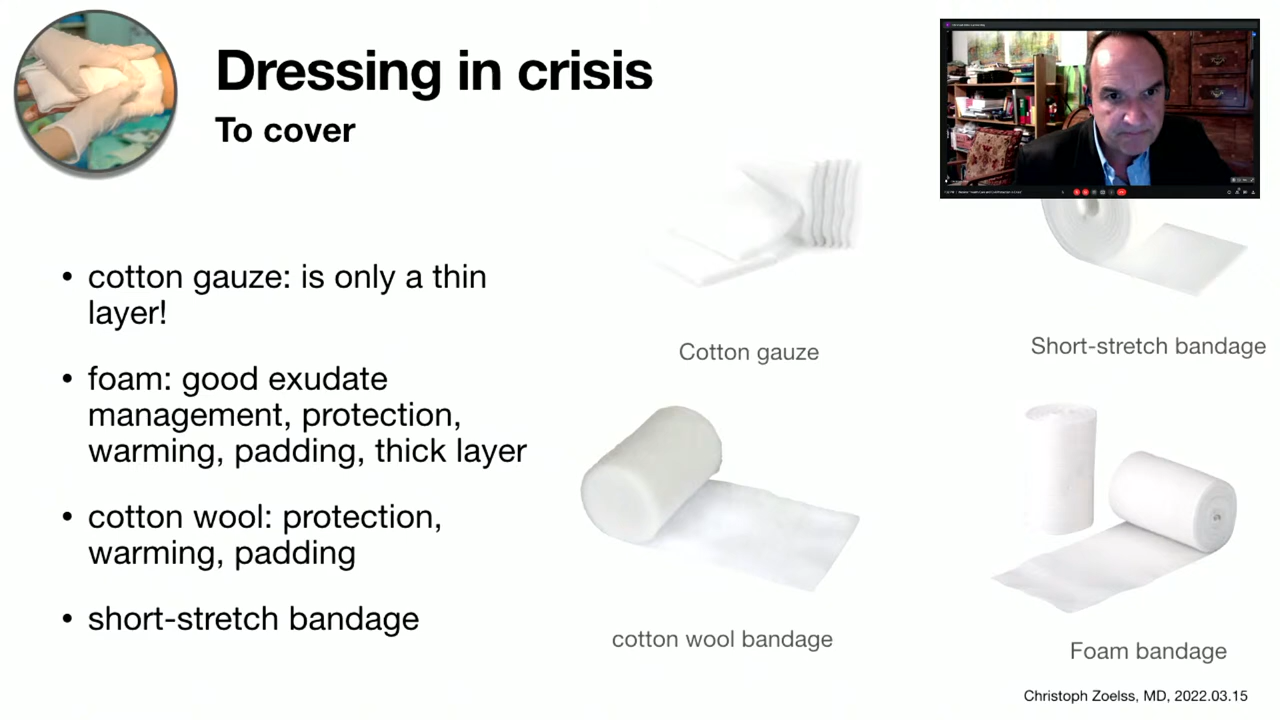 Dressing in crisis
To cover
• cotton gauze: is only a thin
layer!
• foam: good exudate
management, protection,
warming, padding, thick layer
• cotton wool: protection,
warming, padding
• short-stretch bandage
Cotton gauze
Short-stretch bandage
cotton wool bandage
Foam bandage
Christoph Zoelss, MD, 2022.03.15